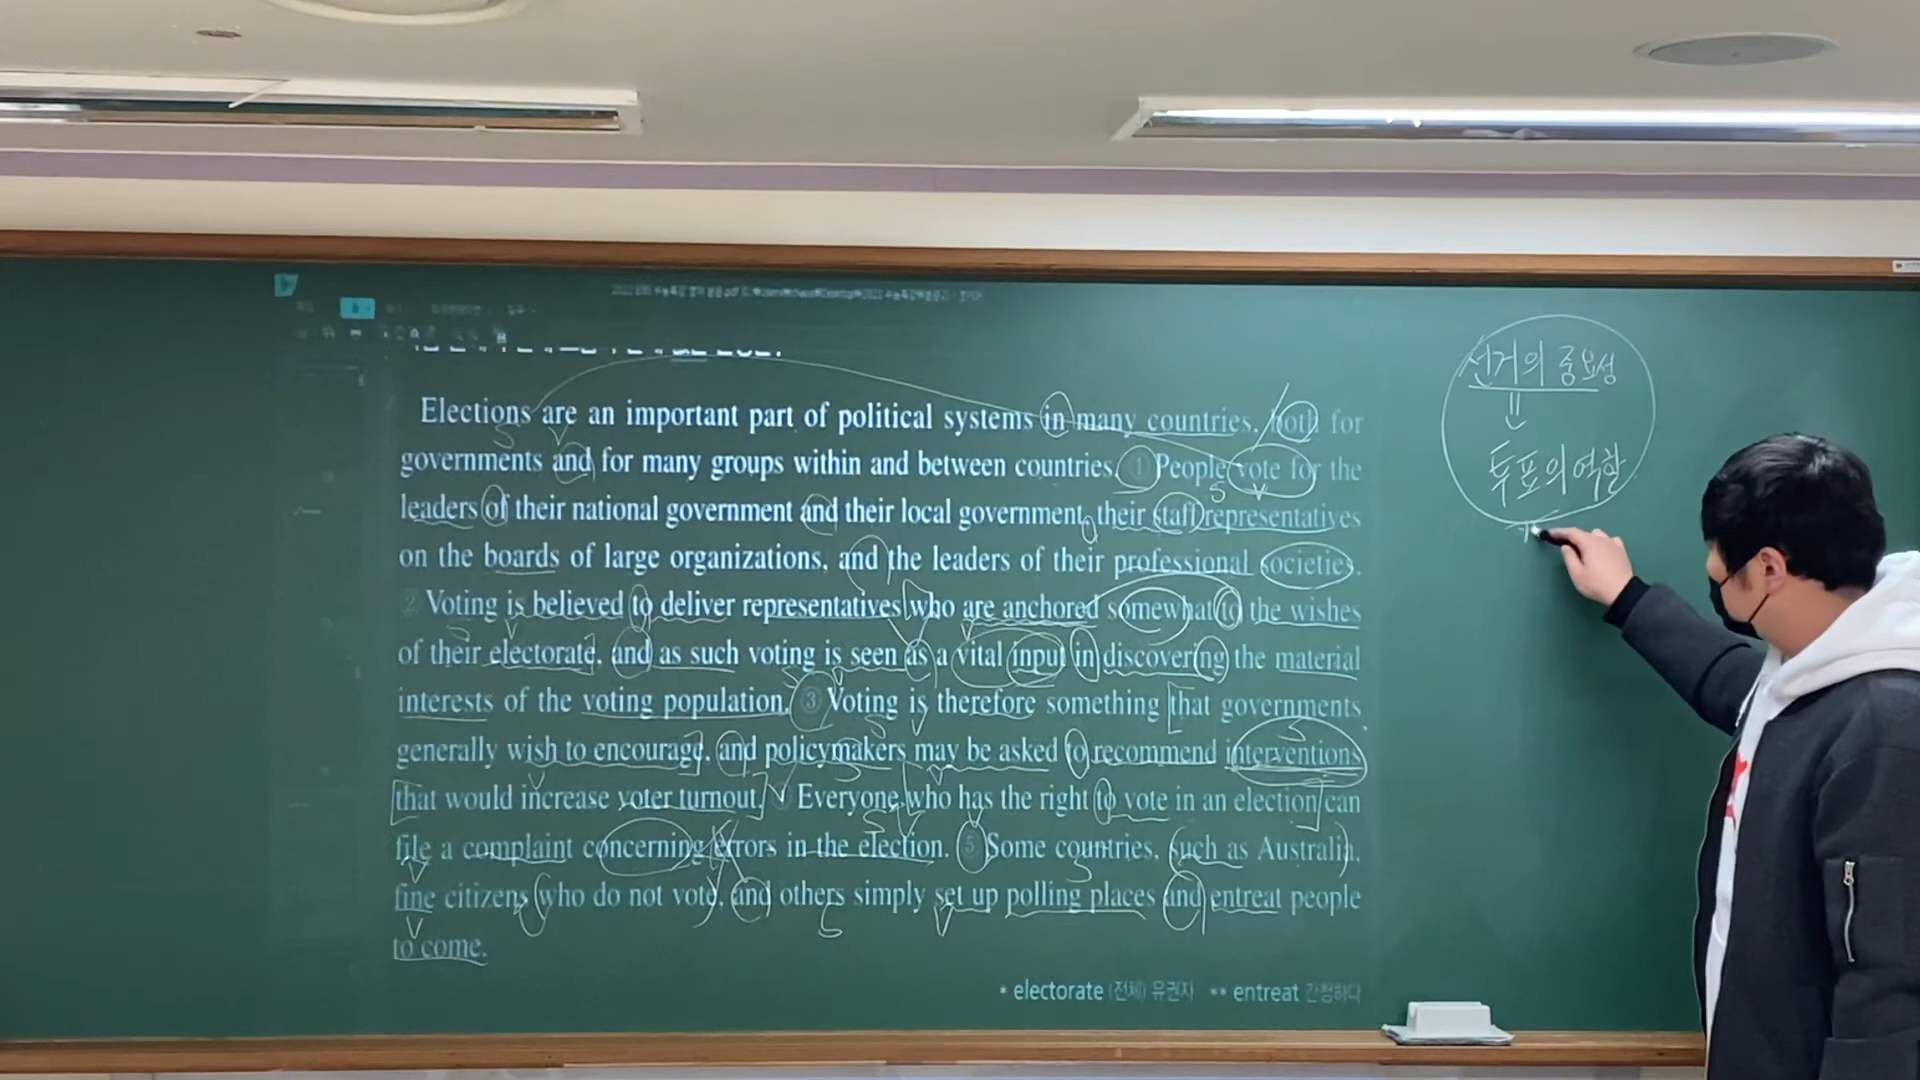 Elections are an important part of political systems in many countries, both for
governments and for many groups within and between countries. ① People vote for the
leaders of their national government and their local government, their staff representatives
on the boards of large organizations, and the leaders of their professional societies.
② Voting is believed to deliver representatives who are anchored somewhat to the wishes
of their electorate, and as such voting is seen as a vital input in discovering the material
interests of the voting population. ③ Voting is therefore something that governments
generally wish to encourage, and policymakers may be asked to recommend interventions
that would increase voter turnout. Everyone who has the right to vote in an election can
file a complaint concerning errors in the election. ⑤ Some countries, such as Australia,
fine citizens who do not vote, and others simply set up polling places and entreat people
to come.
* electorate (전체) 유권자 ** entreat 간청하다
선거의 중요성
투표의 역할